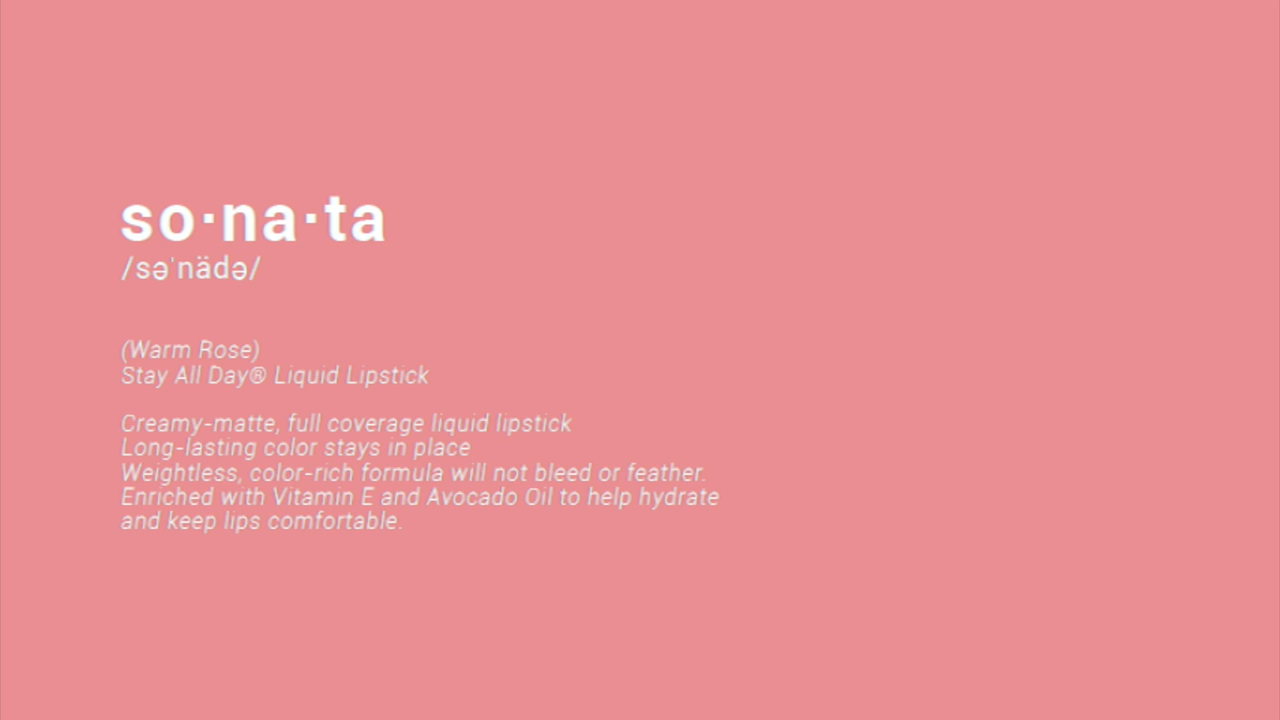 so·na·ta
/səˈnädə/
(Warm Rose)
Stay All Day® Liquid Lipstick
Creamy-matte, full coverage liquid lipstick
Long-lasting color stays in place
Weightless, color-rich formula will not bleed or feather.
Enriched with Vitamin E and Avocado Oil to help hydrate
and keep lips comfortable.